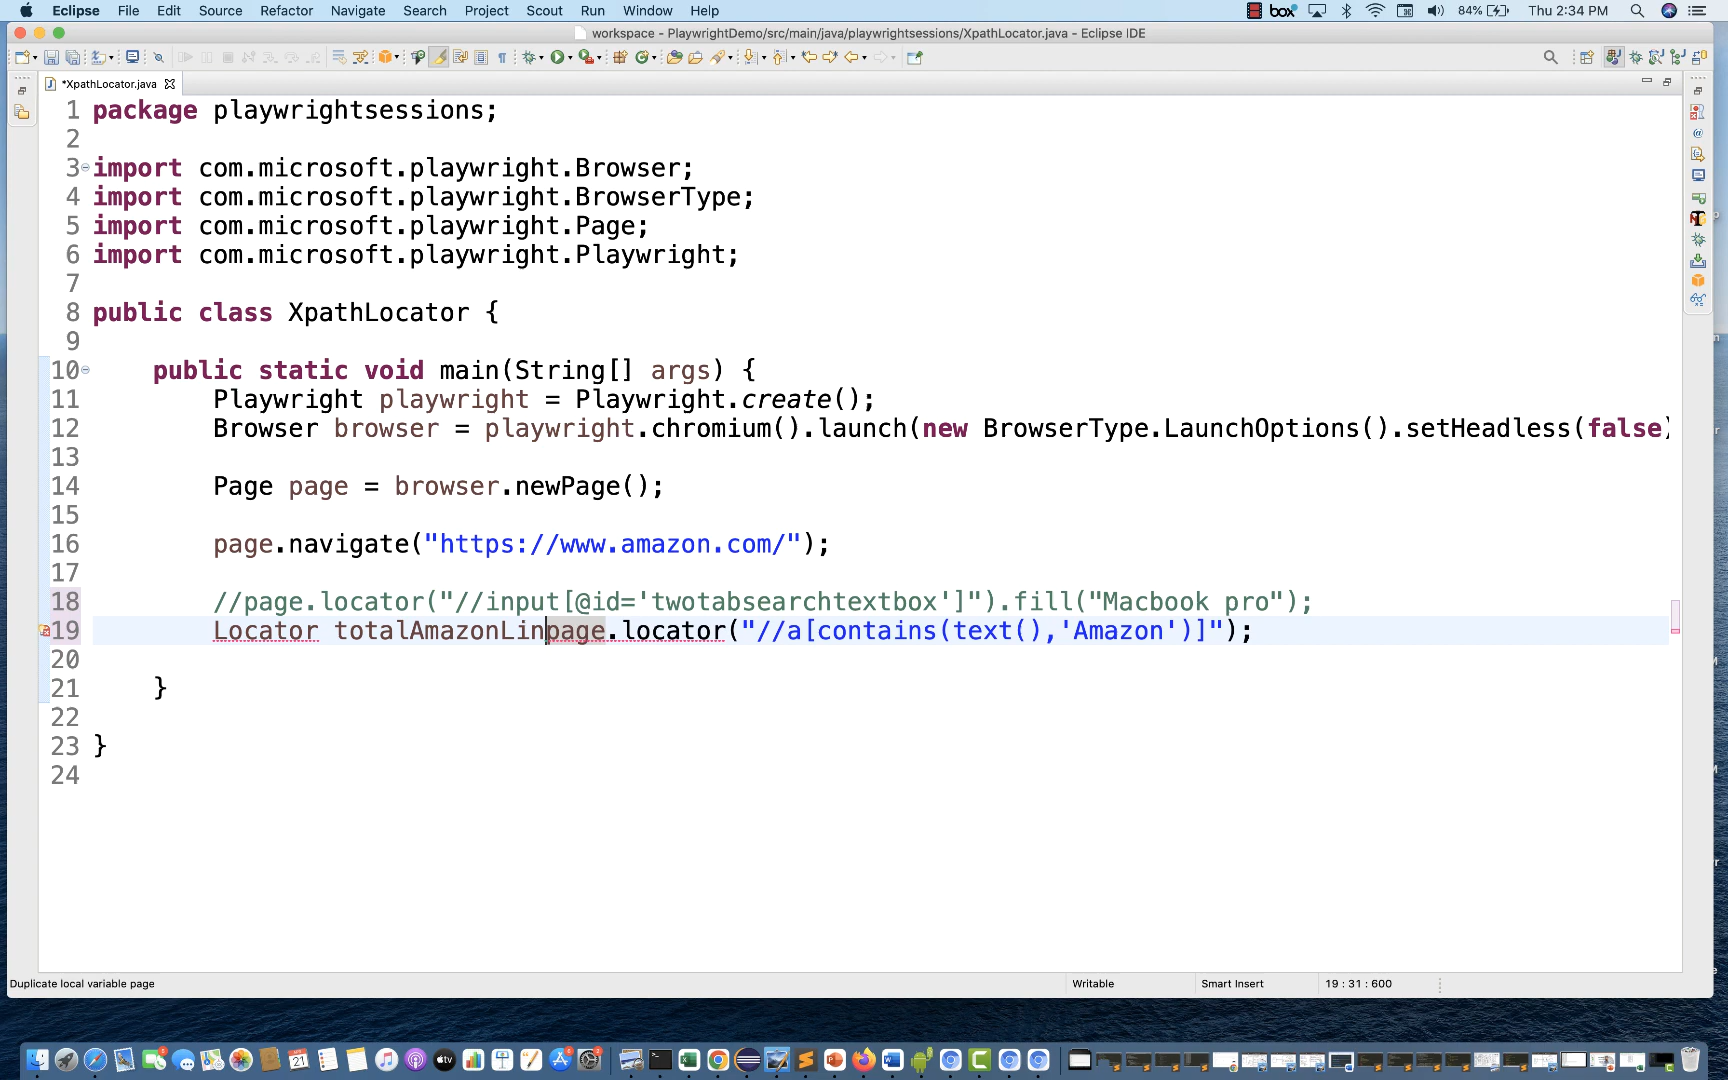 Eclipse File Edit Source Refactor Navigate Search Project Scout Run Window Help
box 84% Thu 2:34 PM
workspace - PlaywrightDemo/src/main/java/playwrightsessions/XpathLocator.java - Eclipse IDE
*XpathLocator.java
1 package playwrightsessions;
2
3 import com.microsoft.playwright.Browser;
4 import com.microsoft.playwright.BrowserType;
5 import com.microsoft.playwright.Page;
6 import com.microsoft.playwright.Playwright;
7
8 public class XpathLocator {
9
10 public static void main(String[] args) {
11 Playwright playwright = Playwright.create();
12 Browser browser = playwright.chromium().launch(new BrowserType.LaunchOptions().setHeadless(false)
13
14 Page page = browser.newPage();
15
16 page.navigate("https://www.amazon.com/");
17
18 //page.locator("//input[@id='twotabsearchtextbox']").fill("Macbook pro");
19 Locator totalAmazonLinpage.locator("//a[contains(text(),'Amazon')]");
20
21 }
22
23 }
24
Duplicate local variable page
Writable Smart Insert 19 : 31 : 600